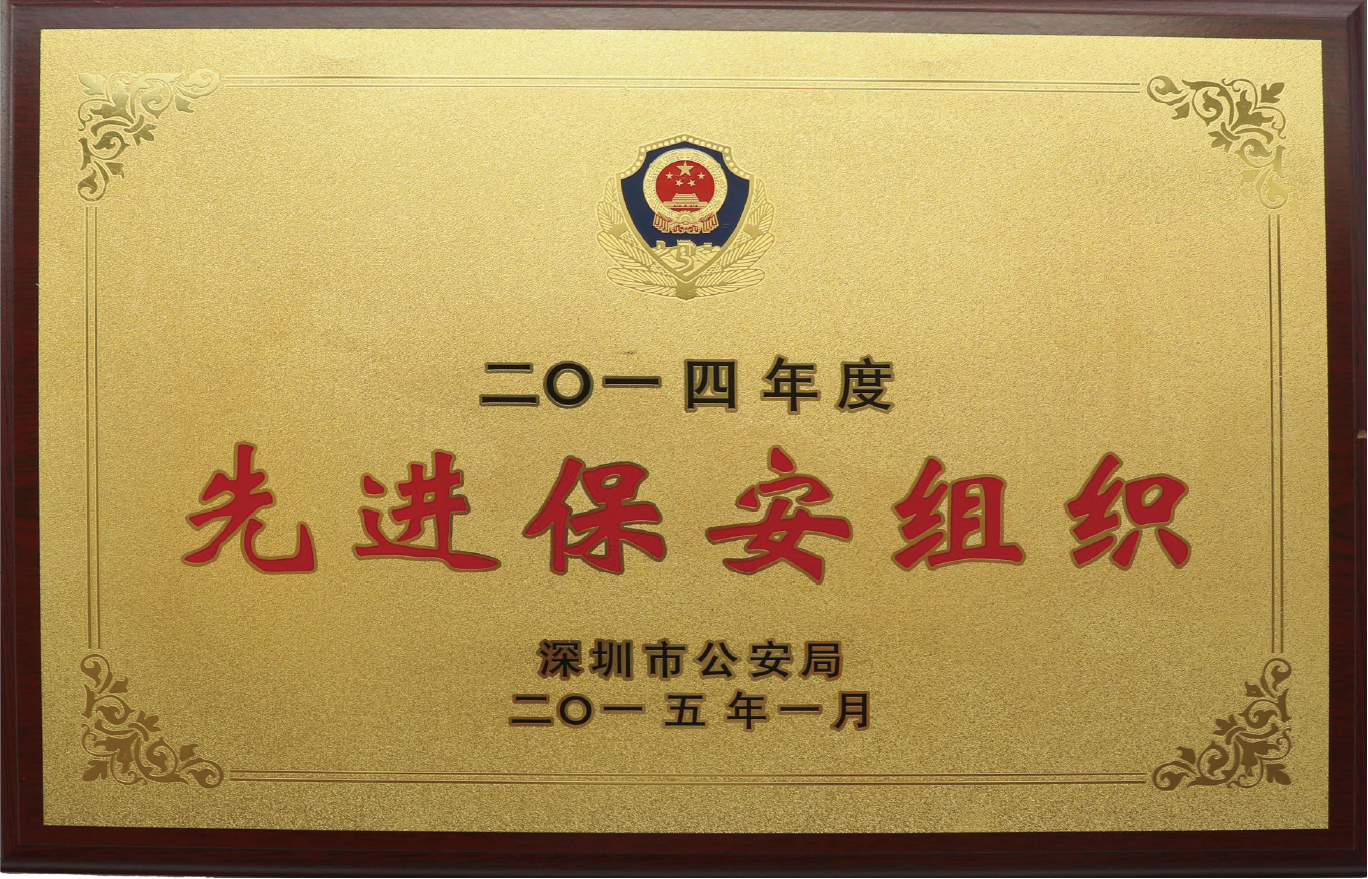 二〇一四年度
先进保安组织
深圳市公安局
二〇一五年一月